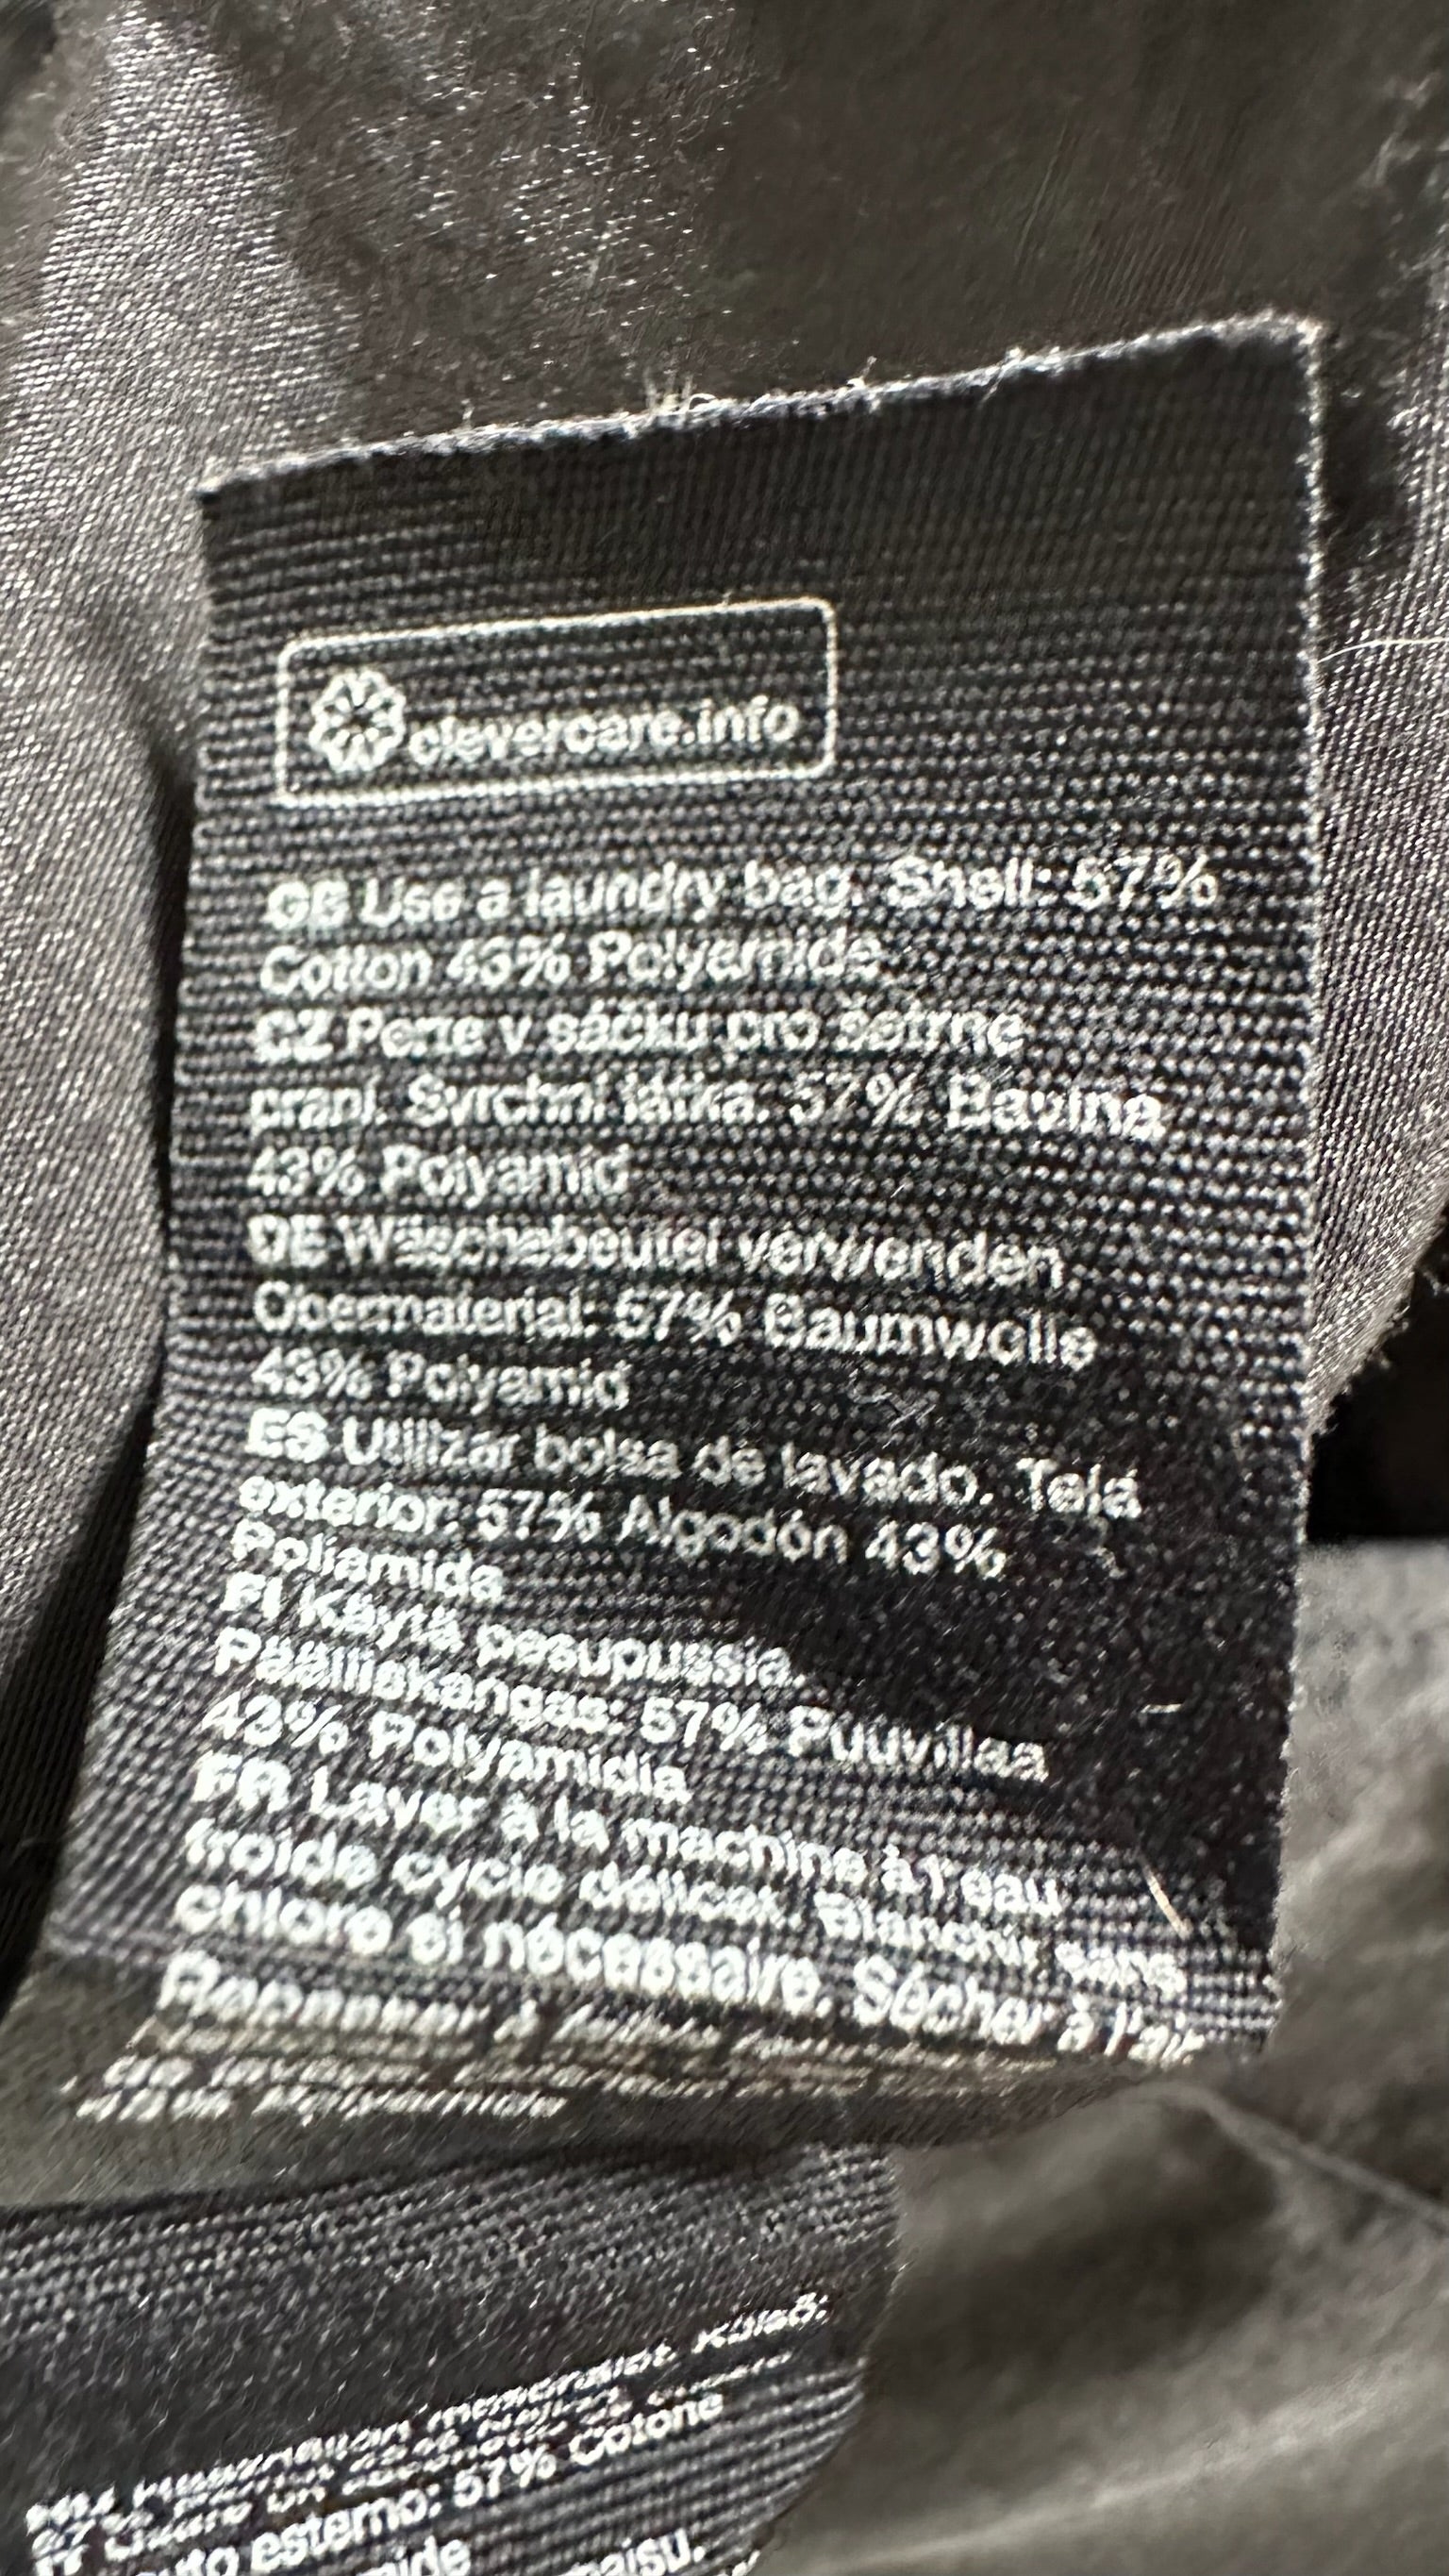 clevercare.info
GB Use a laundry bag. Shell: 57%
Cotton 43% Polyamide
CZ Perte v sáčku pro šetrné
praní. Svrchní látka: 57% Bavlna
43% Polyamid
DE Wäschebeutel verwenden.
Obermaterial: 57% Baumwolle
43% Polyamid
ES Utilizar bolsa de lavado. Tela
exterior: 57% Algodón 43%
Poliamida
FI Käytä pesupussia.
Päälliskangas: 57% Puuvillaa
43% Polyamidia
FR Laver à la machine à l'eau
froide cycle délicat. Blanchir sans
chlore si nécessaire. Sécher à l'air
Repasser à
HU Külső:
esterno: 57% Cotone